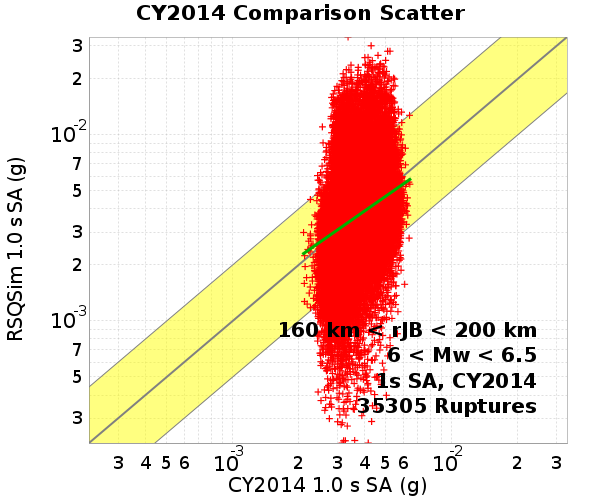 CY2014 Comparison Scatter
RSQSim 1.0 s SA (g)
3
2
10^-2
7
5
3
2
10^-3
7
5
3
160 km < rJB < 200 km
6 < Mw < 6.5
1s SA, CY2014
35305 Ruptures
3 4 5 6 10^-3 2 3 4 5 6 10^-2 2 3
CY2014 1.0 s SA (g)